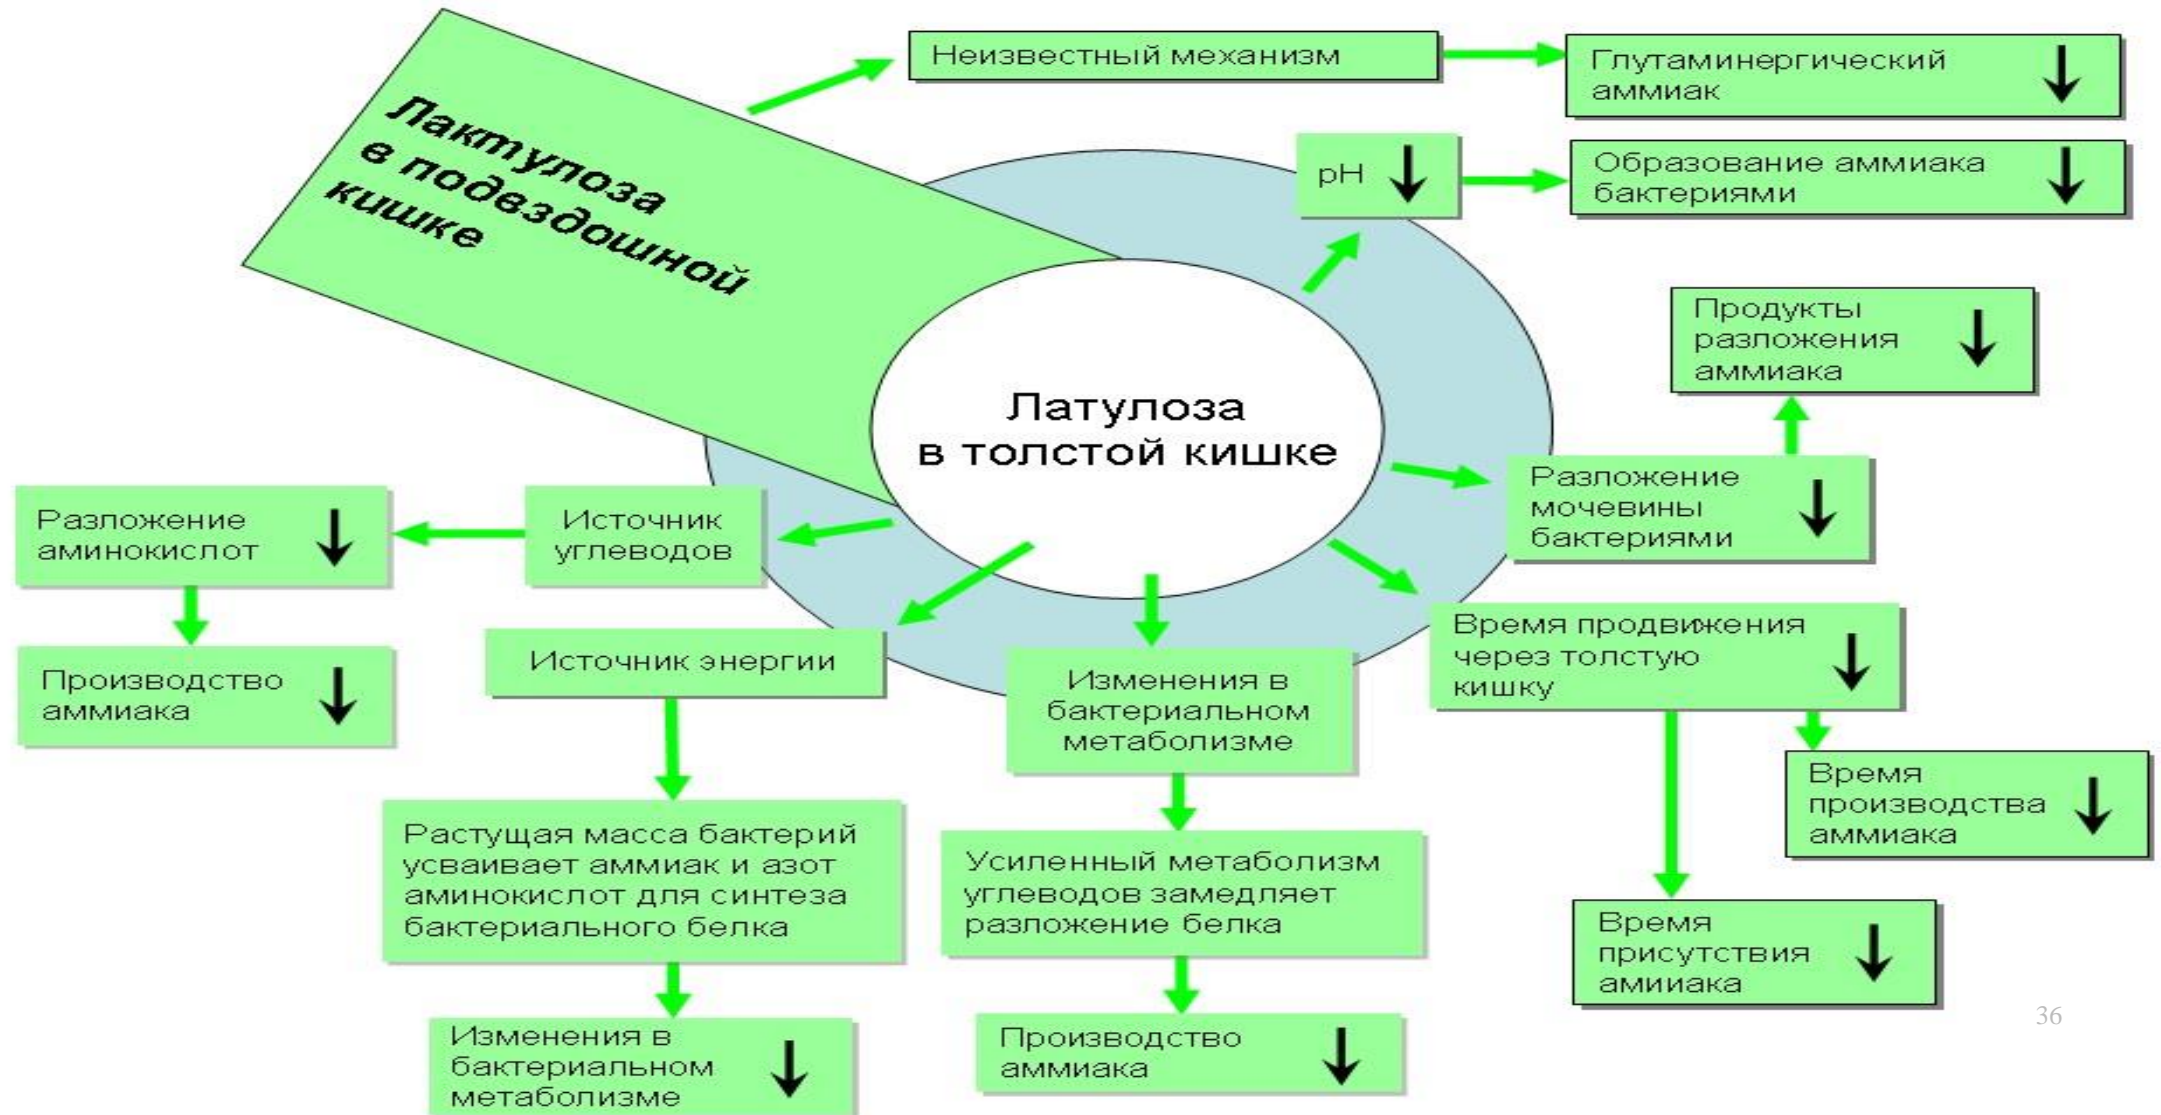 Неизвестный механизм
Глутаминергический
аммиак
Лактулоза
в подвздошной
кишке
pH
Образование аммиака
бактериями
Продукты
разложения
аммиака
Латулоза
в толстой кишке
Разложение
мочевины
бактериями
Разложение
аминокислот
Источник
углеводов
Время продвижения
через толстую
кишку
Источник энергии
Изменения в
бактериальном
метаболизме
Производство
аммиака
Время
производства
аммиака
Растущая масса бактерий
усваивает аммиак и азот
аминокислот для синтеза
бактериального белка
Усиленный метаболизм
углеводов замедляет
разложение белка
Время
присутствия
амииака
Изменения в
бактериальном
метаболизме
Производство
аммиака
36